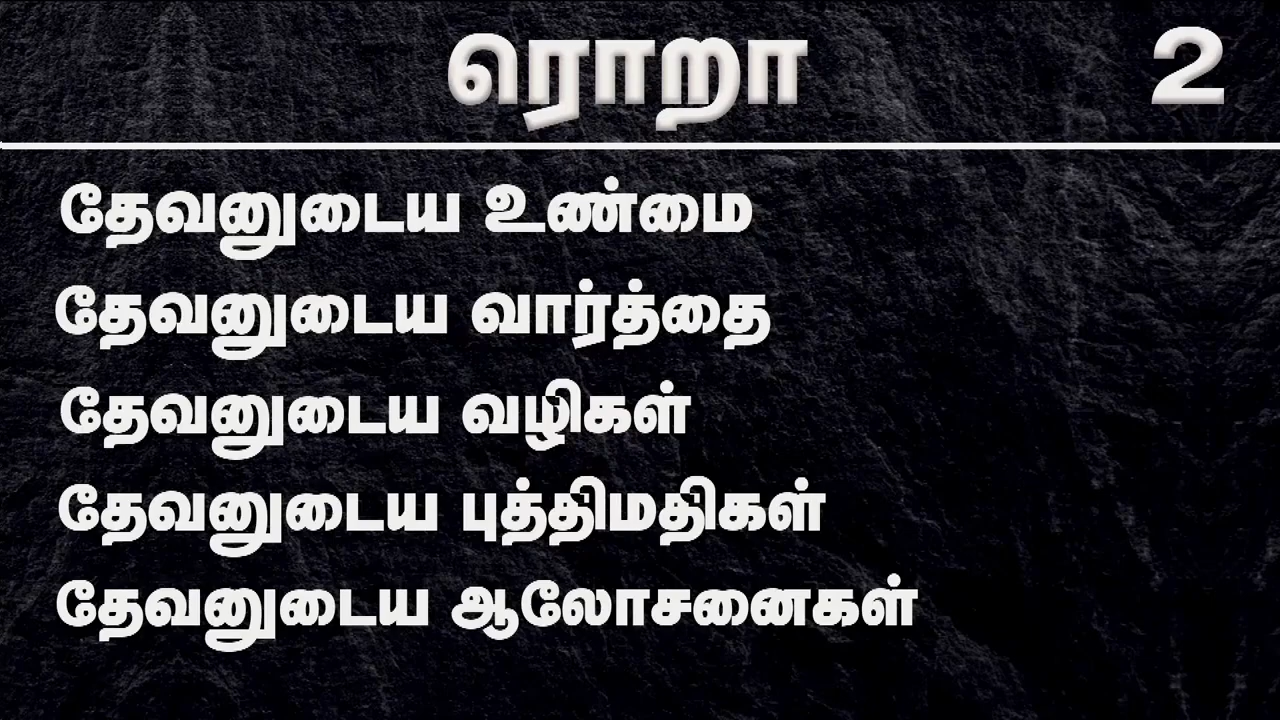 ரொறா 2
தேவனுடைய உண்மை
தேவனுடைய வார்த்தை
தேவனுடைய வழிகள்
தேவனுடைய புத்திமதிகள்
தேவனுடைய ஆலோசனைகள்